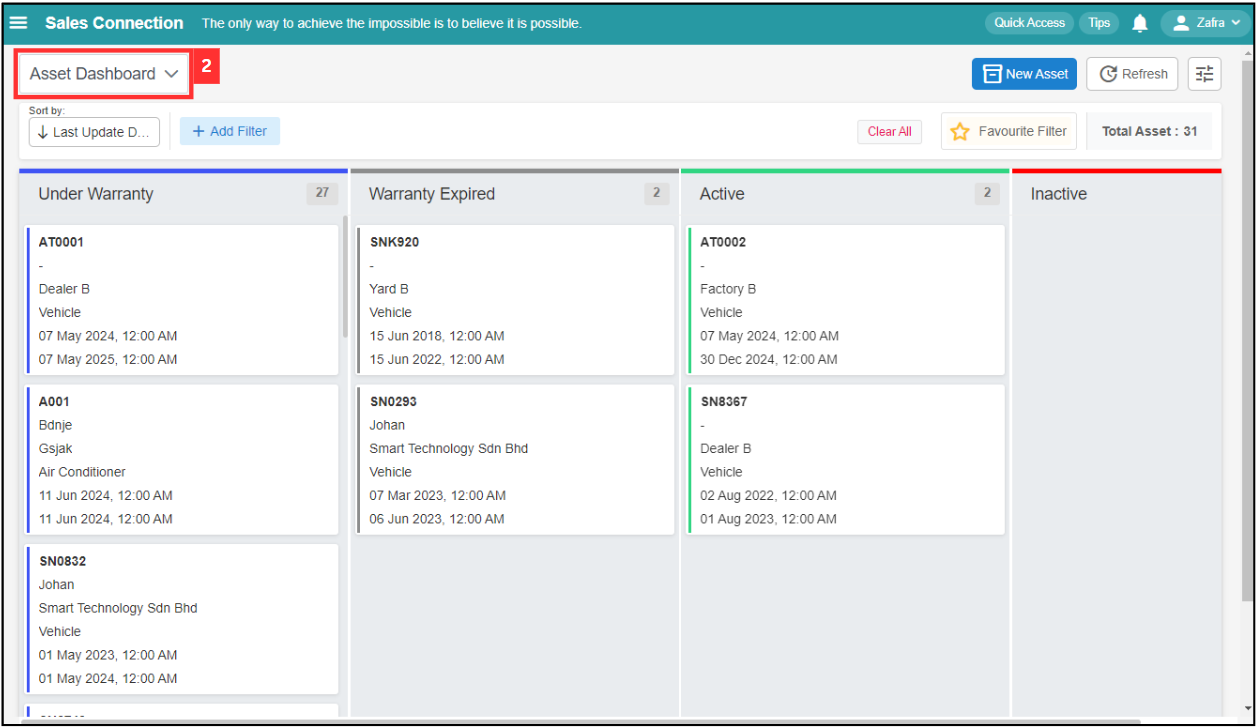 Sales Connection The only way to achieve the impossible is to believe it is possible. Quick Access Tips Zafra
Asset Dashboard 2 New Asset Refresh
Sort by:
Last Update D... + Add Filter Clear All Favourite Filter Total Asset : 31
Under Warranty 27
AT0001
-
Dealer B
Vehicle
07 May 2024, 12:00 AM
07 May 2025, 12:00 AM
A001
Bdnje
Gsjak
Air Conditioner
11 Jun 2024, 12:00 AM
11 Jun 2024, 12:00 AM
SN0832
Johan
Smart Technology Sdn Bhd
Vehicle
01 May 2023, 12:00 AM
01 May 2024, 12:00 AM
Warranty Expired 2
SNK920
-
Yard B
Vehicle
15 Jun 2018, 12:00 AM
15 Jun 2022, 12:00 AM
SN0293
Johan
Smart Technology Sdn Bhd
Vehicle
07 Mar 2023, 12:00 AM
06 Jun 2023, 12:00 AM
Active 2
AT0002
-
Factory B
Vehicle
07 May 2024, 12:00 AM
30 Dec 2024, 12:00 AM
SN8367
-
Dealer B
Vehicle
02 Aug 2022, 12:00 AM
01 Aug 2023, 12:00 AM
Inactive